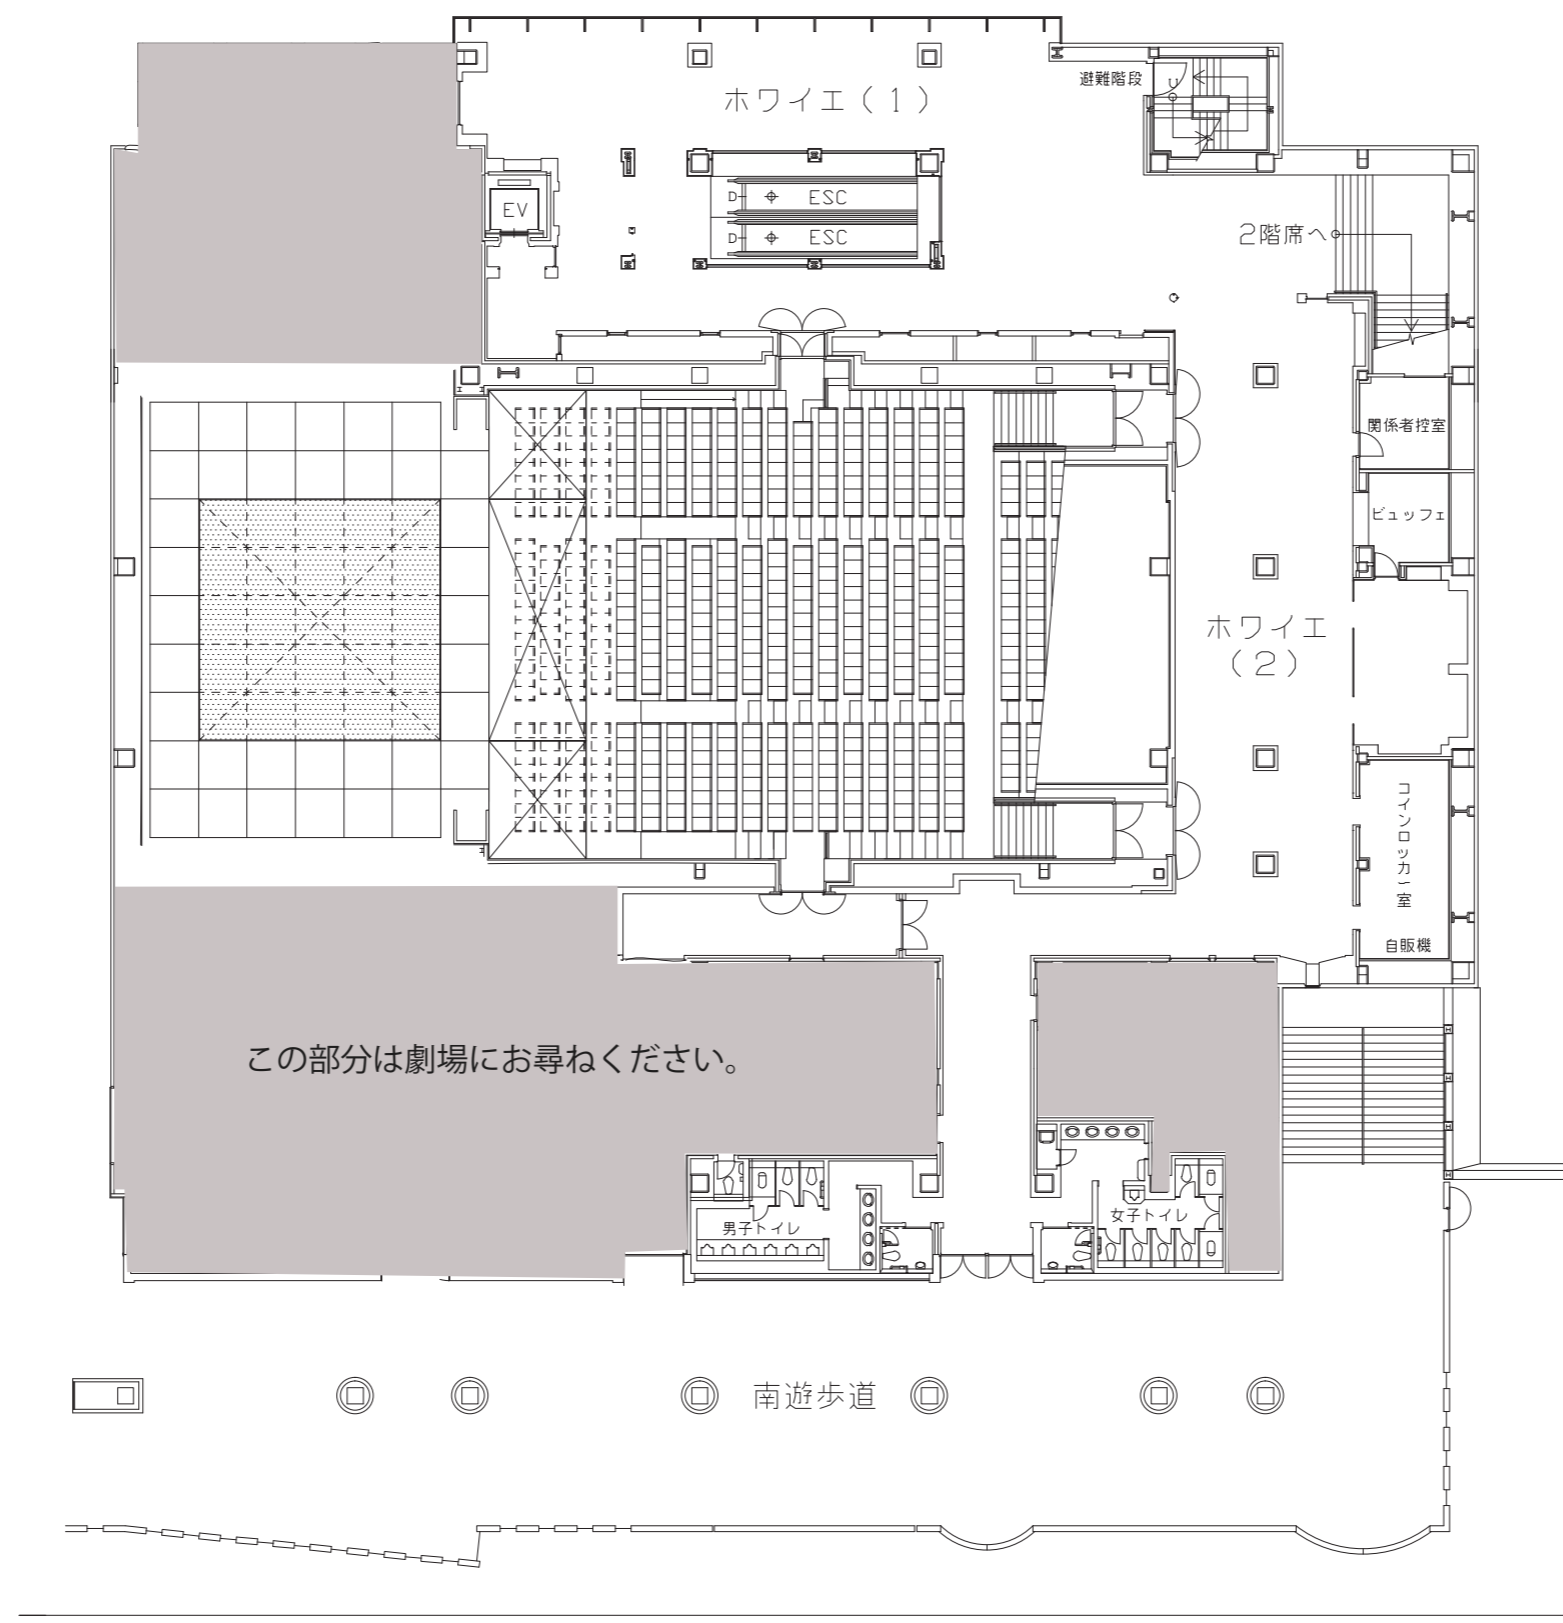 避難階段
U
ホワイエ(1)
EV
D
ESC
D
ESC
2階席へ
関係者控室
ビュッフェ
ホワイエ
(2)
コインロッカー室
自販機
この部分は劇場にお尋ねください。
男子トイレ
女子トイレ
南遊歩道